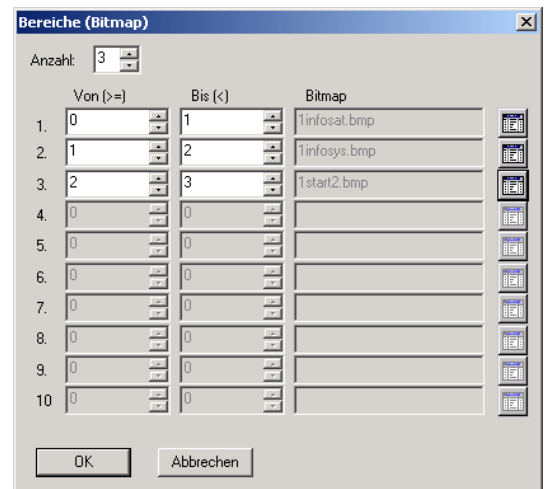 Bereiche (Bitmap)
Anzahl: 3
Von (>=) Bis (<) Bitmap
1. 0 1 1infosat.bmp
2. 1 2 1infosys.bmp
3. 2 3 1start2.bmp
4. 0 0
5. 0 0
6. 0 0
7. 0 0
8. 0 0
9. 0 0
10 0 0
OK Abbrechen